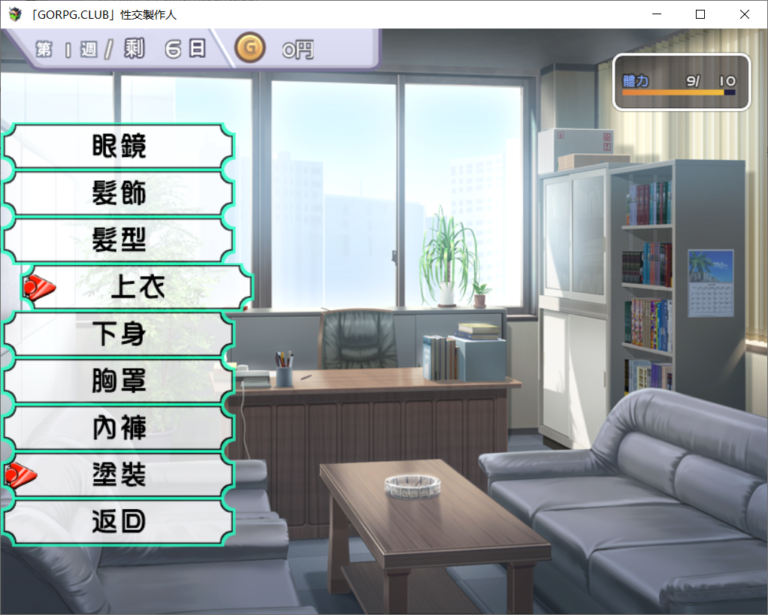 「GORPG.CLUB」性交製作人
第 1 週 / 剩 6日 G 0円
體力 9/ 10
眼鏡
髮飾
髮型
上衣
下身
胸罩
內褲
塗裝
返回